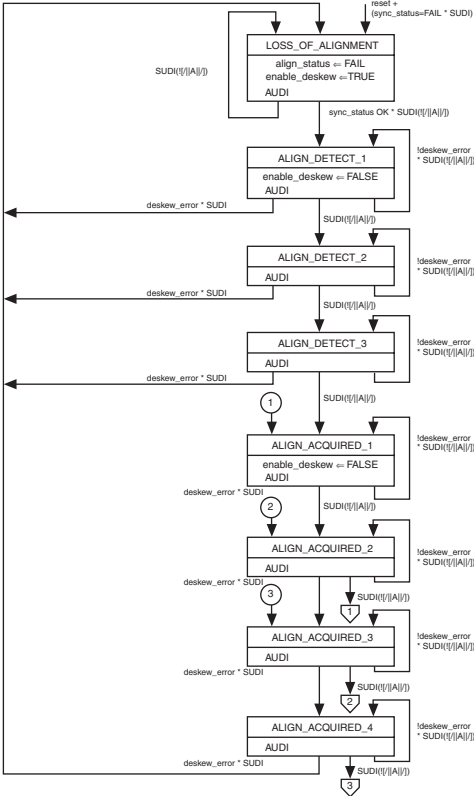 reset +
(sync_status=FAIL * SUDI)
LOSS_OF_ALIGNMENT
align_status ⇐ FAIL
enable_deskew ⇐TRUE
AUDI
SUDI(![/||A||/])
sync_status OK * SUDI(![/||A||/])
ALIGN_DETECT_1
enable_deskew ⇐ FALSE
AUDI
!deskew_error
* SUDI(![/||A||/])
deskew_error * SUDI
SUDI(![/||A||/])
ALIGN_DETECT_2
AUDI
!deskew_error
* SUDI(![/||A||/])
deskew_error * SUDI
SUDI(![/||A||/])
ALIGN_DETECT_3
AUDI
!deskew_error
* SUDI(![/||A||/])
deskew_error * SUDI
SUDI(![/||A||/])
1
ALIGN_ACQUIRED_1
enable_deskew ⇐ FALSE
AUDI
!deskew_error
* SUDI(![/||A||/])
deskew_error * SUDI
SUDI(![/||A||/])
2
ALIGN_ACQUIRED_2
AUDI
!deskew_error
* SUDI(![/||A||/])
deskew_error * SUDI
SUDI(![/||A||/])
1
3
ALIGN_ACQUIRED_3
AUDI
!deskew_error
* SUDI(![/||A||/])
deskew_error * SUDI
SUDI(![/||A||/])
2
ALIGN_ACQUIRED_4
AUDI
!deskew_error
* SUDI(![/||A||/])
deskew_error * SUDI
SUDI(![/||A||/])
3